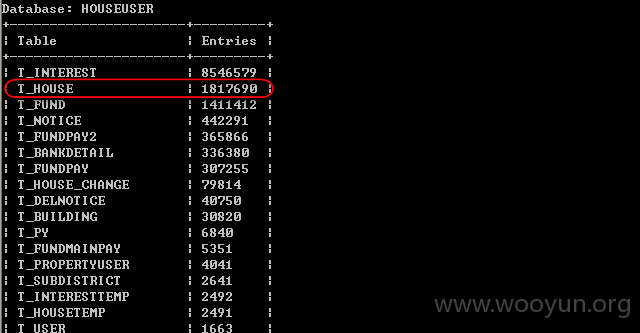 Database: HOUSEUSER
+-----------------------+---------+
| Table | Entries |
+-----------------------+---------+
| T_INTEREST | 8546579 |
| T_HOUSE | 1817690 |
| T_FUND | 1411412 |
| T_NOTICE | 442291 |
| T_FUNDPAY2 | 365866 |
| T_BANKDETAIL | 336380 |
| T_FUNDPAY | 307255 |
| T_HOUSE_CHANGE | 79814 |
| T_DELNOTICE | 40750 |
| T_BUILDING | 30820 |
| T_PY | 6840 |
| T_FUNDMAINPAY | 5351 |
| T_PROPERTYUSER | 4041 |
| T_SUBDISTRICT | 2641 |
| T_INTERESTTEMP | 2492 |
| T_HOUSETEMP | 2491 |
| T_USER | 1663 |
www.wooyun.org